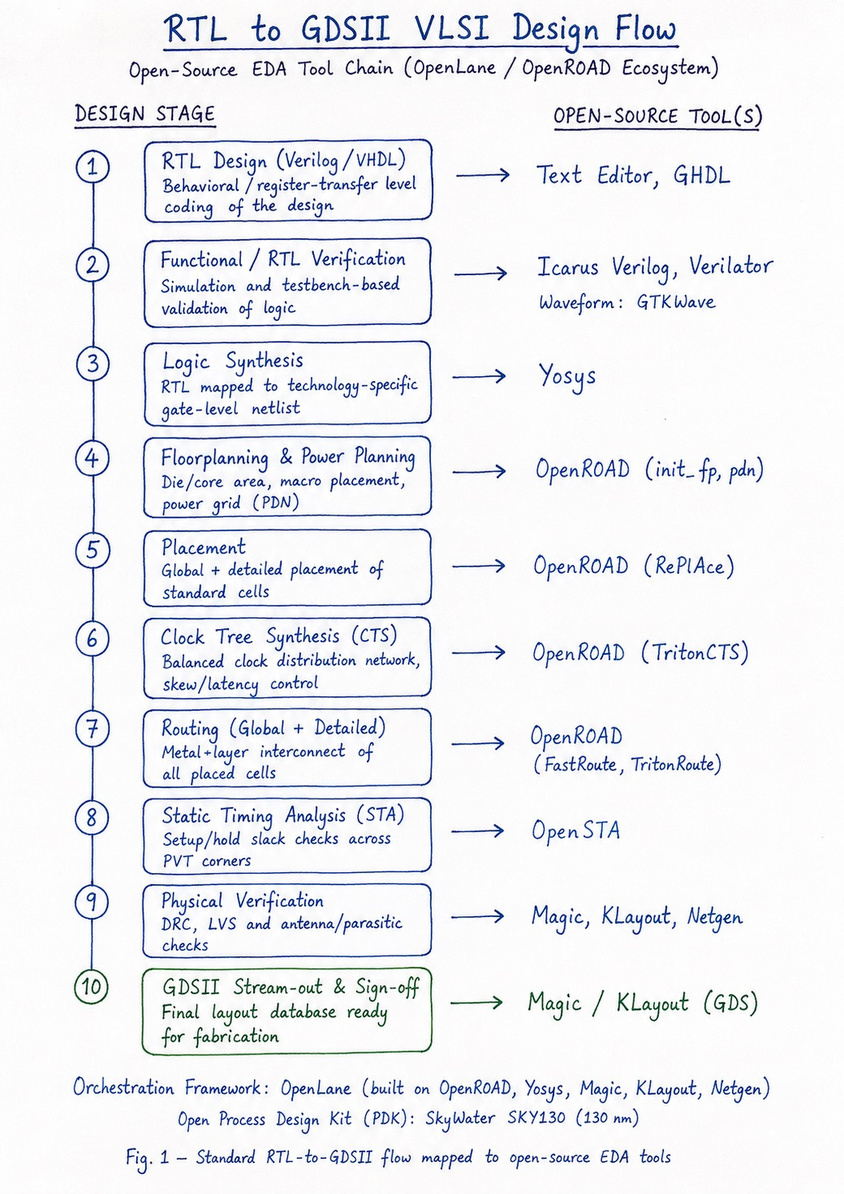 RTL to GDSII VLSI Design Flow
Open-Source EDA Tool Chain (OpenLane / OpenROAD Ecosystem)
DESIGN STAGE
OPEN-SOURCE TOOL(S)
1
RTL Design (Verilog/VHDL)
Behavioral/register-transfer level
coding of the design
Text Editor, GHDL
2
Functional / RTL Verification
Simulation and testbench-based
validation of logic
Icarus Verilog, Verilator
Waveform: GTKWave
3
Logic Synthesis
RTL mapped to technology-specific
gate-level netlist
Yosys
4
Floorplanning & Power Planning
Die/core area, macro placement,
power grid (PDN)
OpenROAD (init_fp, pdn)
5
Placement
Global + detailed placement of
standard cells
OpenROAD (RePlAce)
6
Clock Tree Synthesis (CTS)
Balanced clock distribution network,
skew/latency control
OpenROAD (TritonCTS)
7
Routing (Global + Detailed)
Metal+layer interconnect of
all placed cells
OpenROAD
(FastRoute, TritonRoute)
8
Static Timing Analysis (STA)
Setup/hold slack checks across
PVT corners
OpenSTA
9
Physical Verification
DRC, LVS and antenna/parasitic
checks
Magic, KLayout, Netgen
10
GDSII Stream-out & Sign-off
Final layout database ready
for fabrication
Magic / KLayout (GDS)
Orchestration Framework: OpenLane (built on OpenROAD, Yosys, Magic, KLayout, Netgen)
Open Process Design Kit (PDK): SkyWater SKY130 (130 nm)
Fig. 1 – Standard RTL-to-GDSII flow mapped to open-source EDA tools